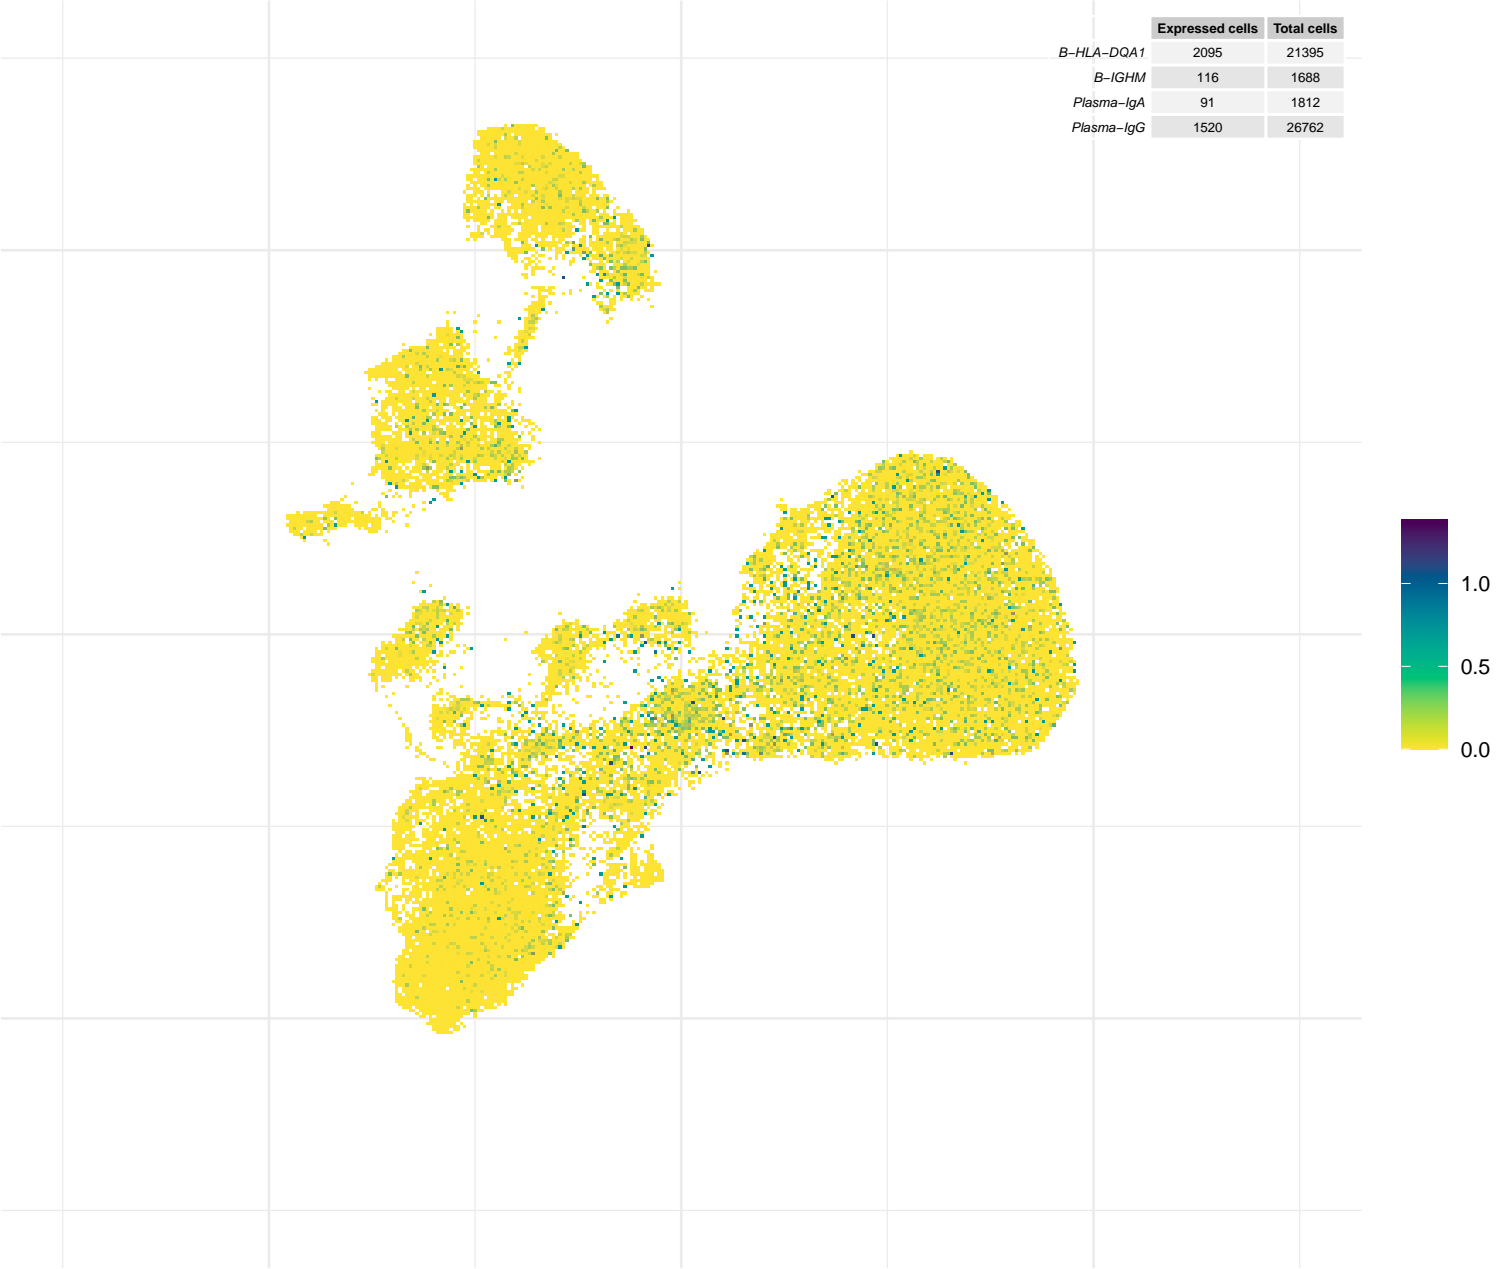 Expressed cells Total cells
B−HLA−DQA1 2095 21395
B−IGHM 116 1688
Plasma−IgA 91 1812
Plasma−IgG 1520 26762
1.0
0.5
0.0